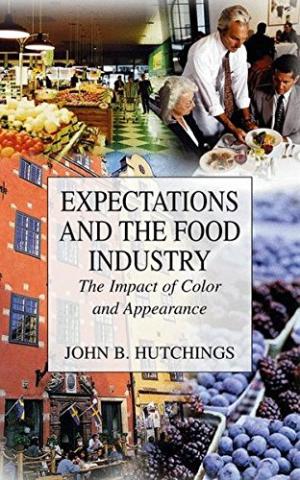 EXPECTATIONS
AND THE FOOD
INDUSTRY
The Impact of Color
and Appearance
JOHN B. HUTCHINGS